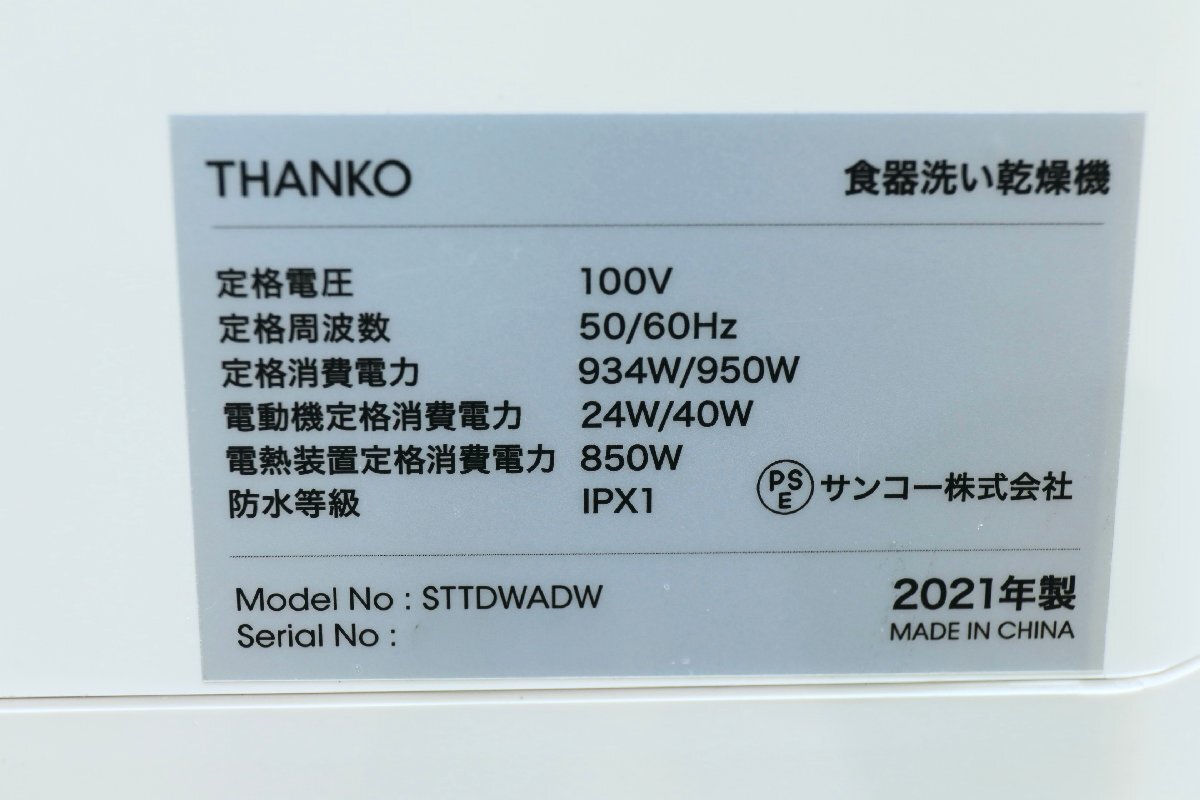 THANKO 食器洗い乾燥機
定格電圧 100V
定格周波数 50/60Hz
定格消費電力 934W/950W
電動機定格消費電力 24W/40W
電熱装置定格消費電力 850W
防水等級 IPX1
PSE サンコー株式会社
Model No : STTDWADW 2021年製
Serial No : MADE IN CHINA